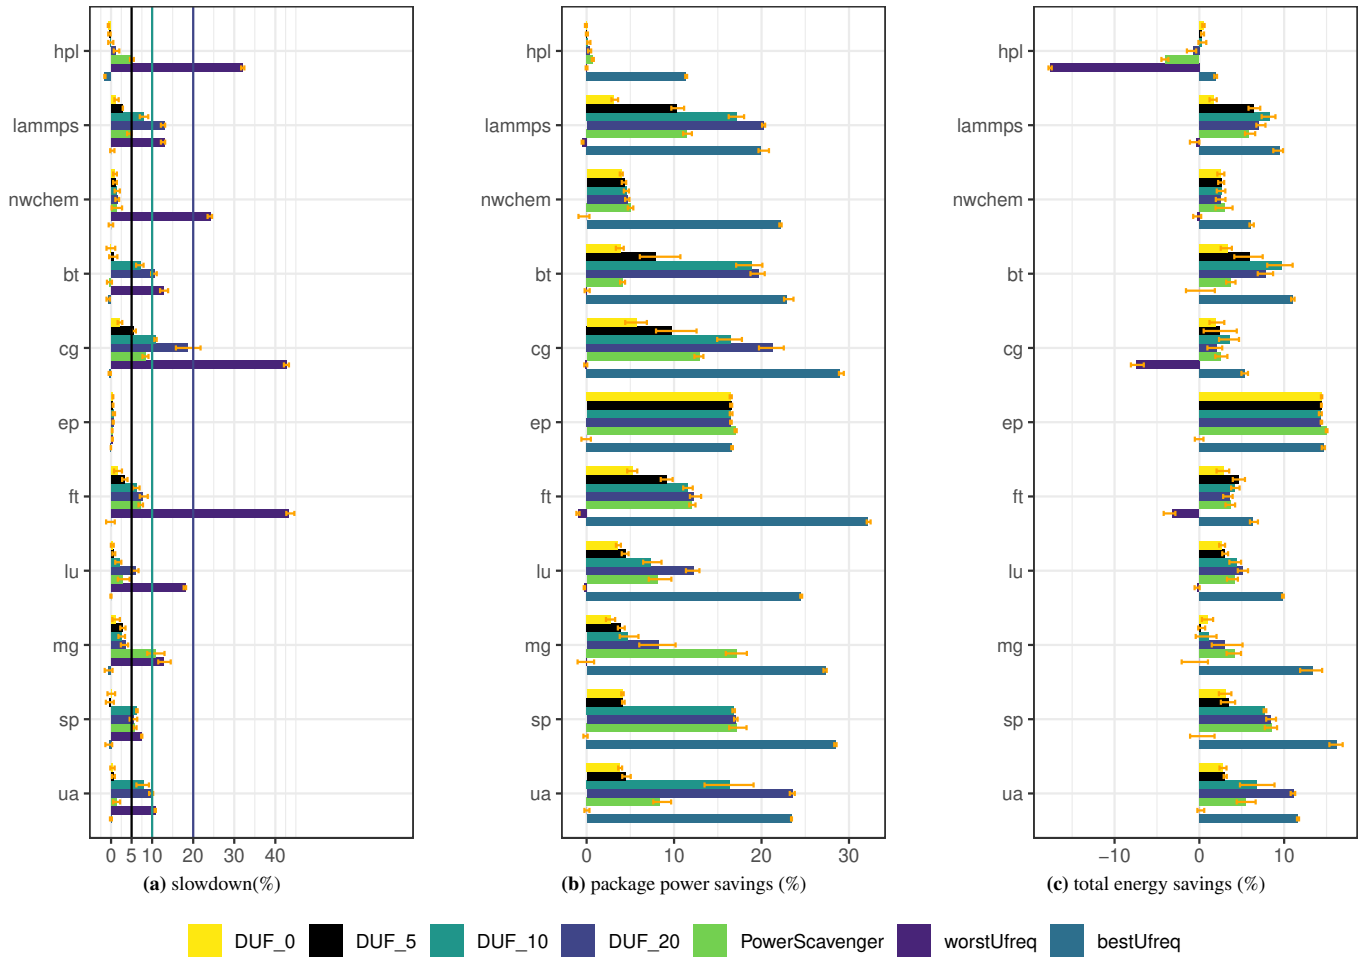 hpl
lammps
nwchem
bt
cg
ep
ft
lu
mg
sp
ua
0 5 10 20 30 40
(a) slowdown(%)
hpl
lammps
nwchem
bt
cg
ep
ft
lu
mg
sp
ua
0 10 20 30
(b) package power savings (%)
hpl
lammps
nwchem
bt
cg
ep
ft
lu
mg
sp
ua
−10 0 10
(c) total energy savings (%)
DUF_0 DUF_5 DUF_10 DUF_20 PowerScavenger worstUfreq bestUfreq